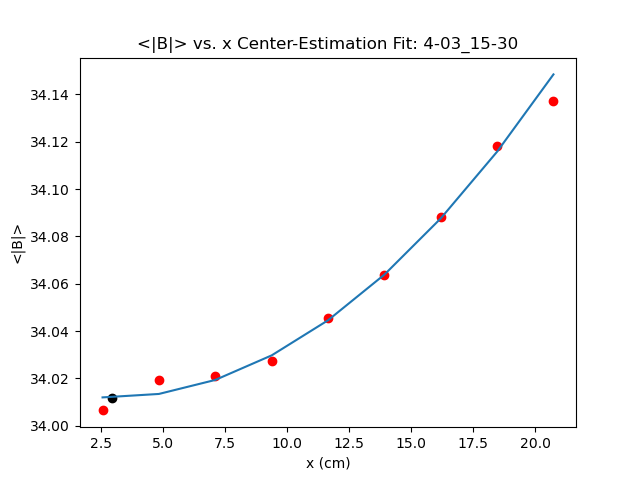 <|B|> vs. x Center-Estimation Fit: 4-03_15-30
34.14
34.12
34.10
34.08
34.06
34.04
34.02
34.00
<|B|>
2.5 5.0 7.5 10.0 12.5 15.0 17.5 20.0
x (cm)